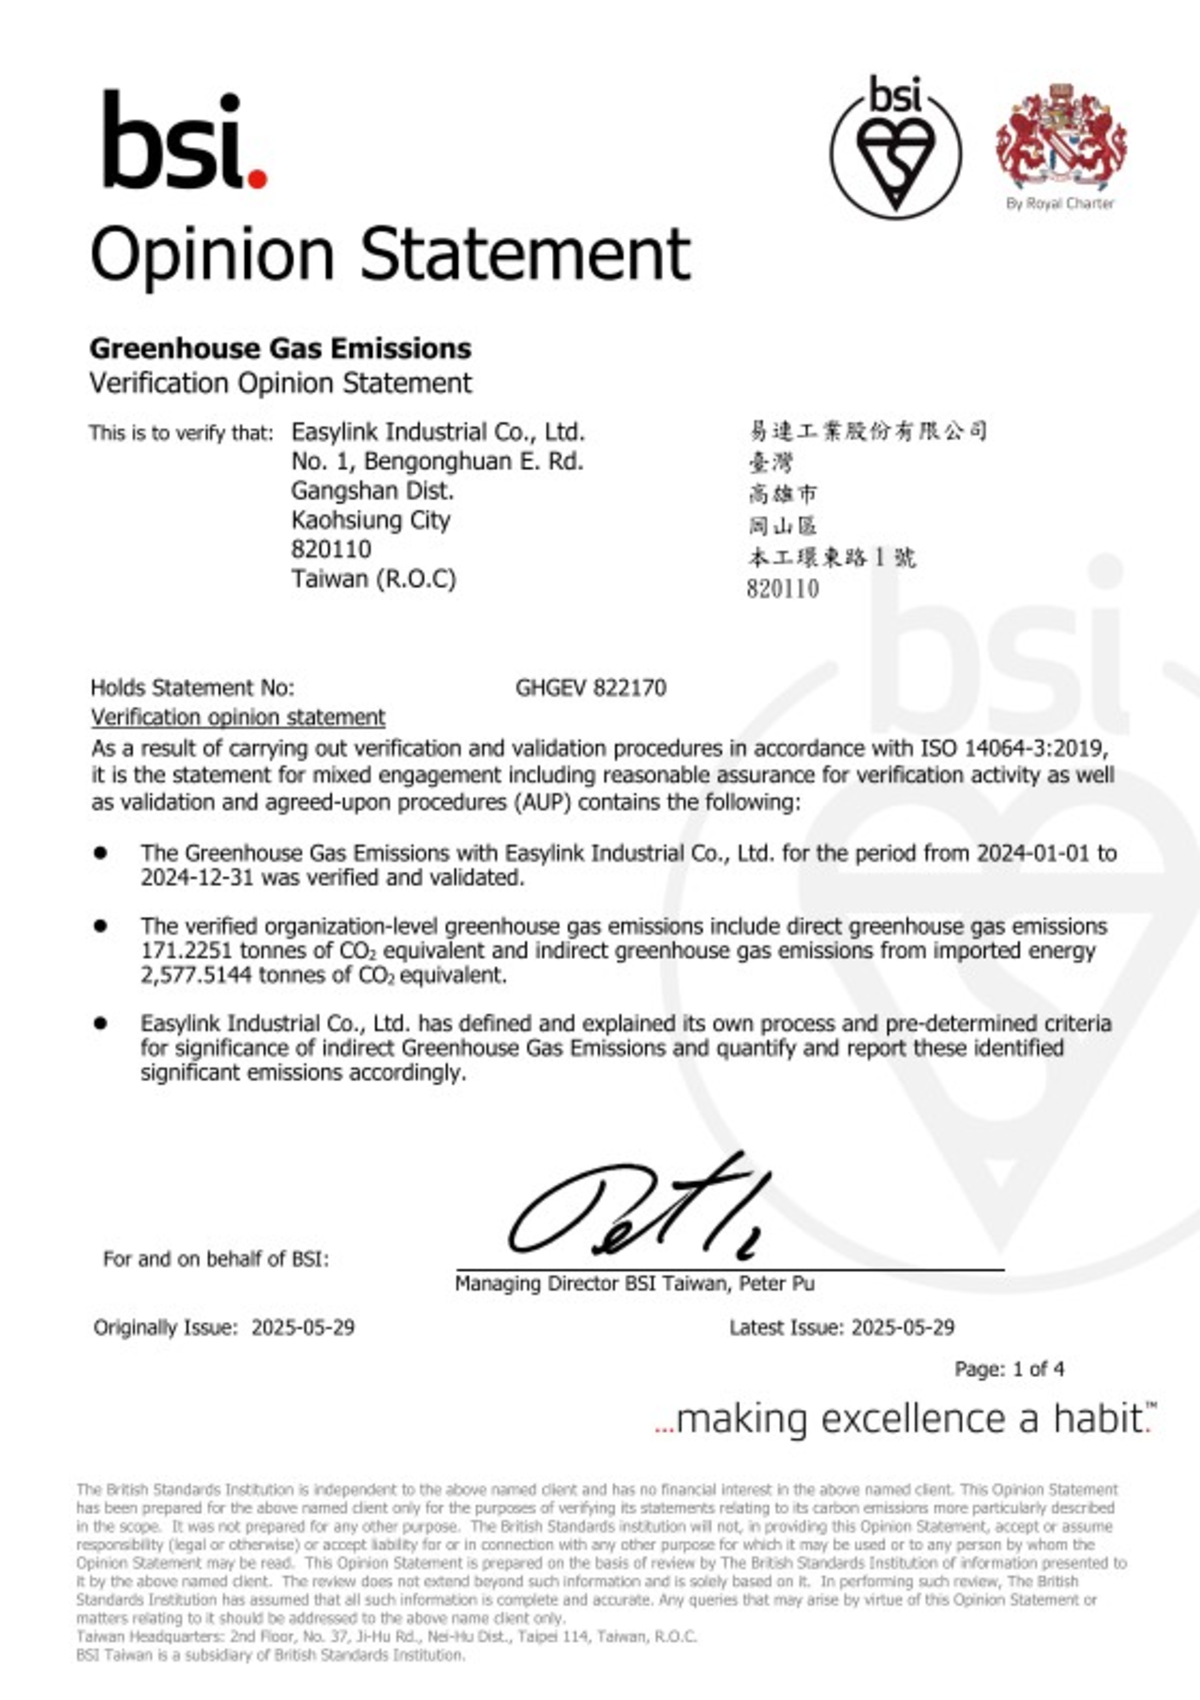 bsi.
bsi
By Royal Charter
Opinion Statement
Greenhouse Gas Emissions
Verification Opinion Statement
This is to verify that: Easylink Industrial Co., Ltd.
No. 1, Bengonghuan E. Rd.
Gangshan Dist.
Kaohsiung City
820110
Taiwan (R.O.C)
易連工業股份有限公司
臺灣
高雄市
岡山區
本工環東路 1 號
820110
bsi
Holds Statement No: GHGEV 822170
Verification opinion statement
As a result of carrying out verification and validation procedures in accordance with ISO 14064-3:2019,
it is the statement for mixed engagement including reasonable assurance for verification activity as well
as validation and agreed-upon procedures (AUP) contains the following:
● The Greenhouse Gas Emissions with Easylink Industrial Co., Ltd. for the period from 2024-01-01 to
2024-12-31 was verified and validated.
● The verified organization-level greenhouse gas emissions include direct greenhouse gas emissions
171.2251 tonnes of CO₂ equivalent and indirect greenhouse gas emissions from imported energy
2,577.5144 tonnes of CO₂ equivalent.
● Easylink Industrial Co., Ltd. has defined and explained its own process and pre-determined criteria
for significance of indirect Greenhouse Gas Emissions and quantify and report these identified
significant emissions accordingly.
For and on behalf of BSI:
Managing Director BSI Taiwan, Peter Pu
Originally Issue: 2025-05-29 Latest Issue: 2025-05-29
Page: 1 of 4
...making excellence a habit.™
The British Standards Institution is independent to the above named client and has no financial interest in the above named client. This Opinion Statement
has been prepared for the above named client only for the purposes of verifying its statements relating to its carbon emissions more particularly described
in the scope. It was not prepared for any other purpose. The British Standards institution will not, in providing this Opinion Statement, accept or assume
responsibility (legal or otherwise) or accept liability for or in connection with any other purpose for which it may be used or to any person by whom the
Opinion Statement may be read. This Opinion Statement is prepared on the basis of review by The British Standards Institution of information presented to
it by the above named client. The review does not extend beyond such information and is solely based on it. In performing such review, The British
Standards Institution has assumed that all such information is complete and accurate. Any queries that may arise by virtue of this Opinion Statement or
matters relating to it should be addressed to the above name client only.
Taiwan Headquarters: 2nd Floor, No. 37, Ji-Hu Rd., Nei-Hu Dist., Taipei 114, Taiwan, R.O.C.
BSI Taiwan is a subsidiary of British Standards Institution.